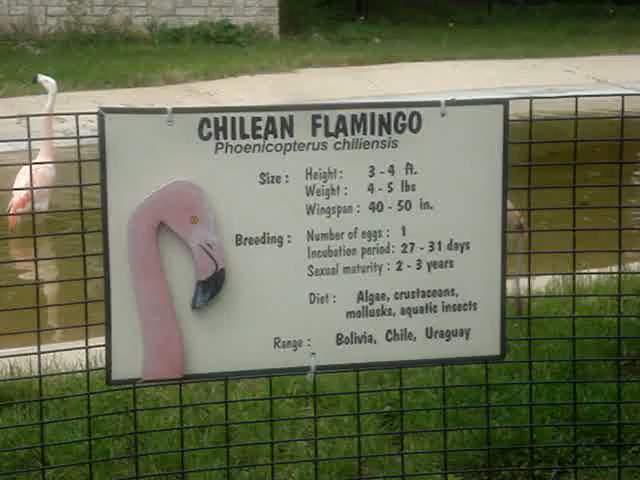 CHILEAN FLAMINGO
Phoenicopterus chiliensis
Size : Height : 3 - 4 ft.
Weight : 4 - 5 lbs
Wingspan : 40 - 50 in.
Breeding : Number of eggs : 1
Incubation period : 27 - 31 days
Sexual maturity : 2 - 3 years
Diet : Algae, crustaceans,
mollusks, aquatic insects
Range : Bolivia, Chile, Uraguay